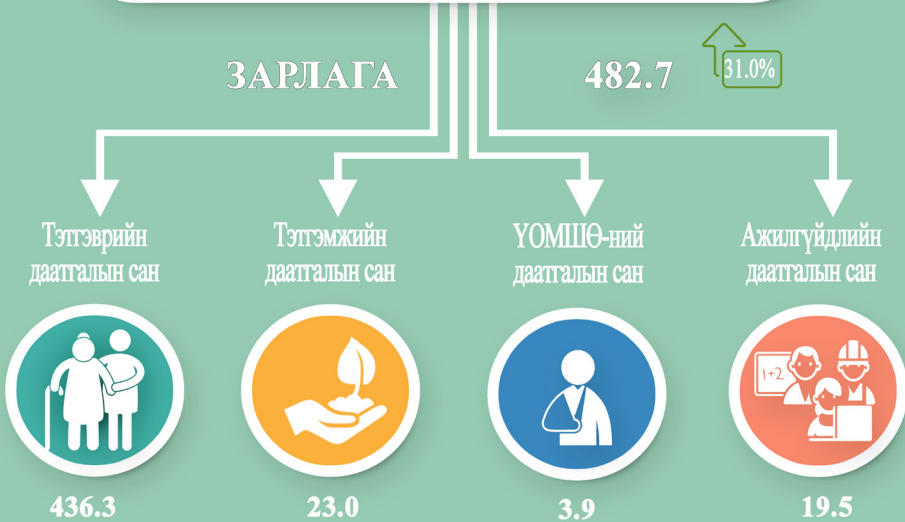 ЗАРЛАГА 482.7 31.0%
Тэтгэврийн
даатгалын сан
Тэтгэмжийн
даатгалын сан
ҮОМШӨ-ний
даатгалын сан
Ажилгүйдлийн
даатгалын сан
1+2
436.3
23.0
3.9
19.5